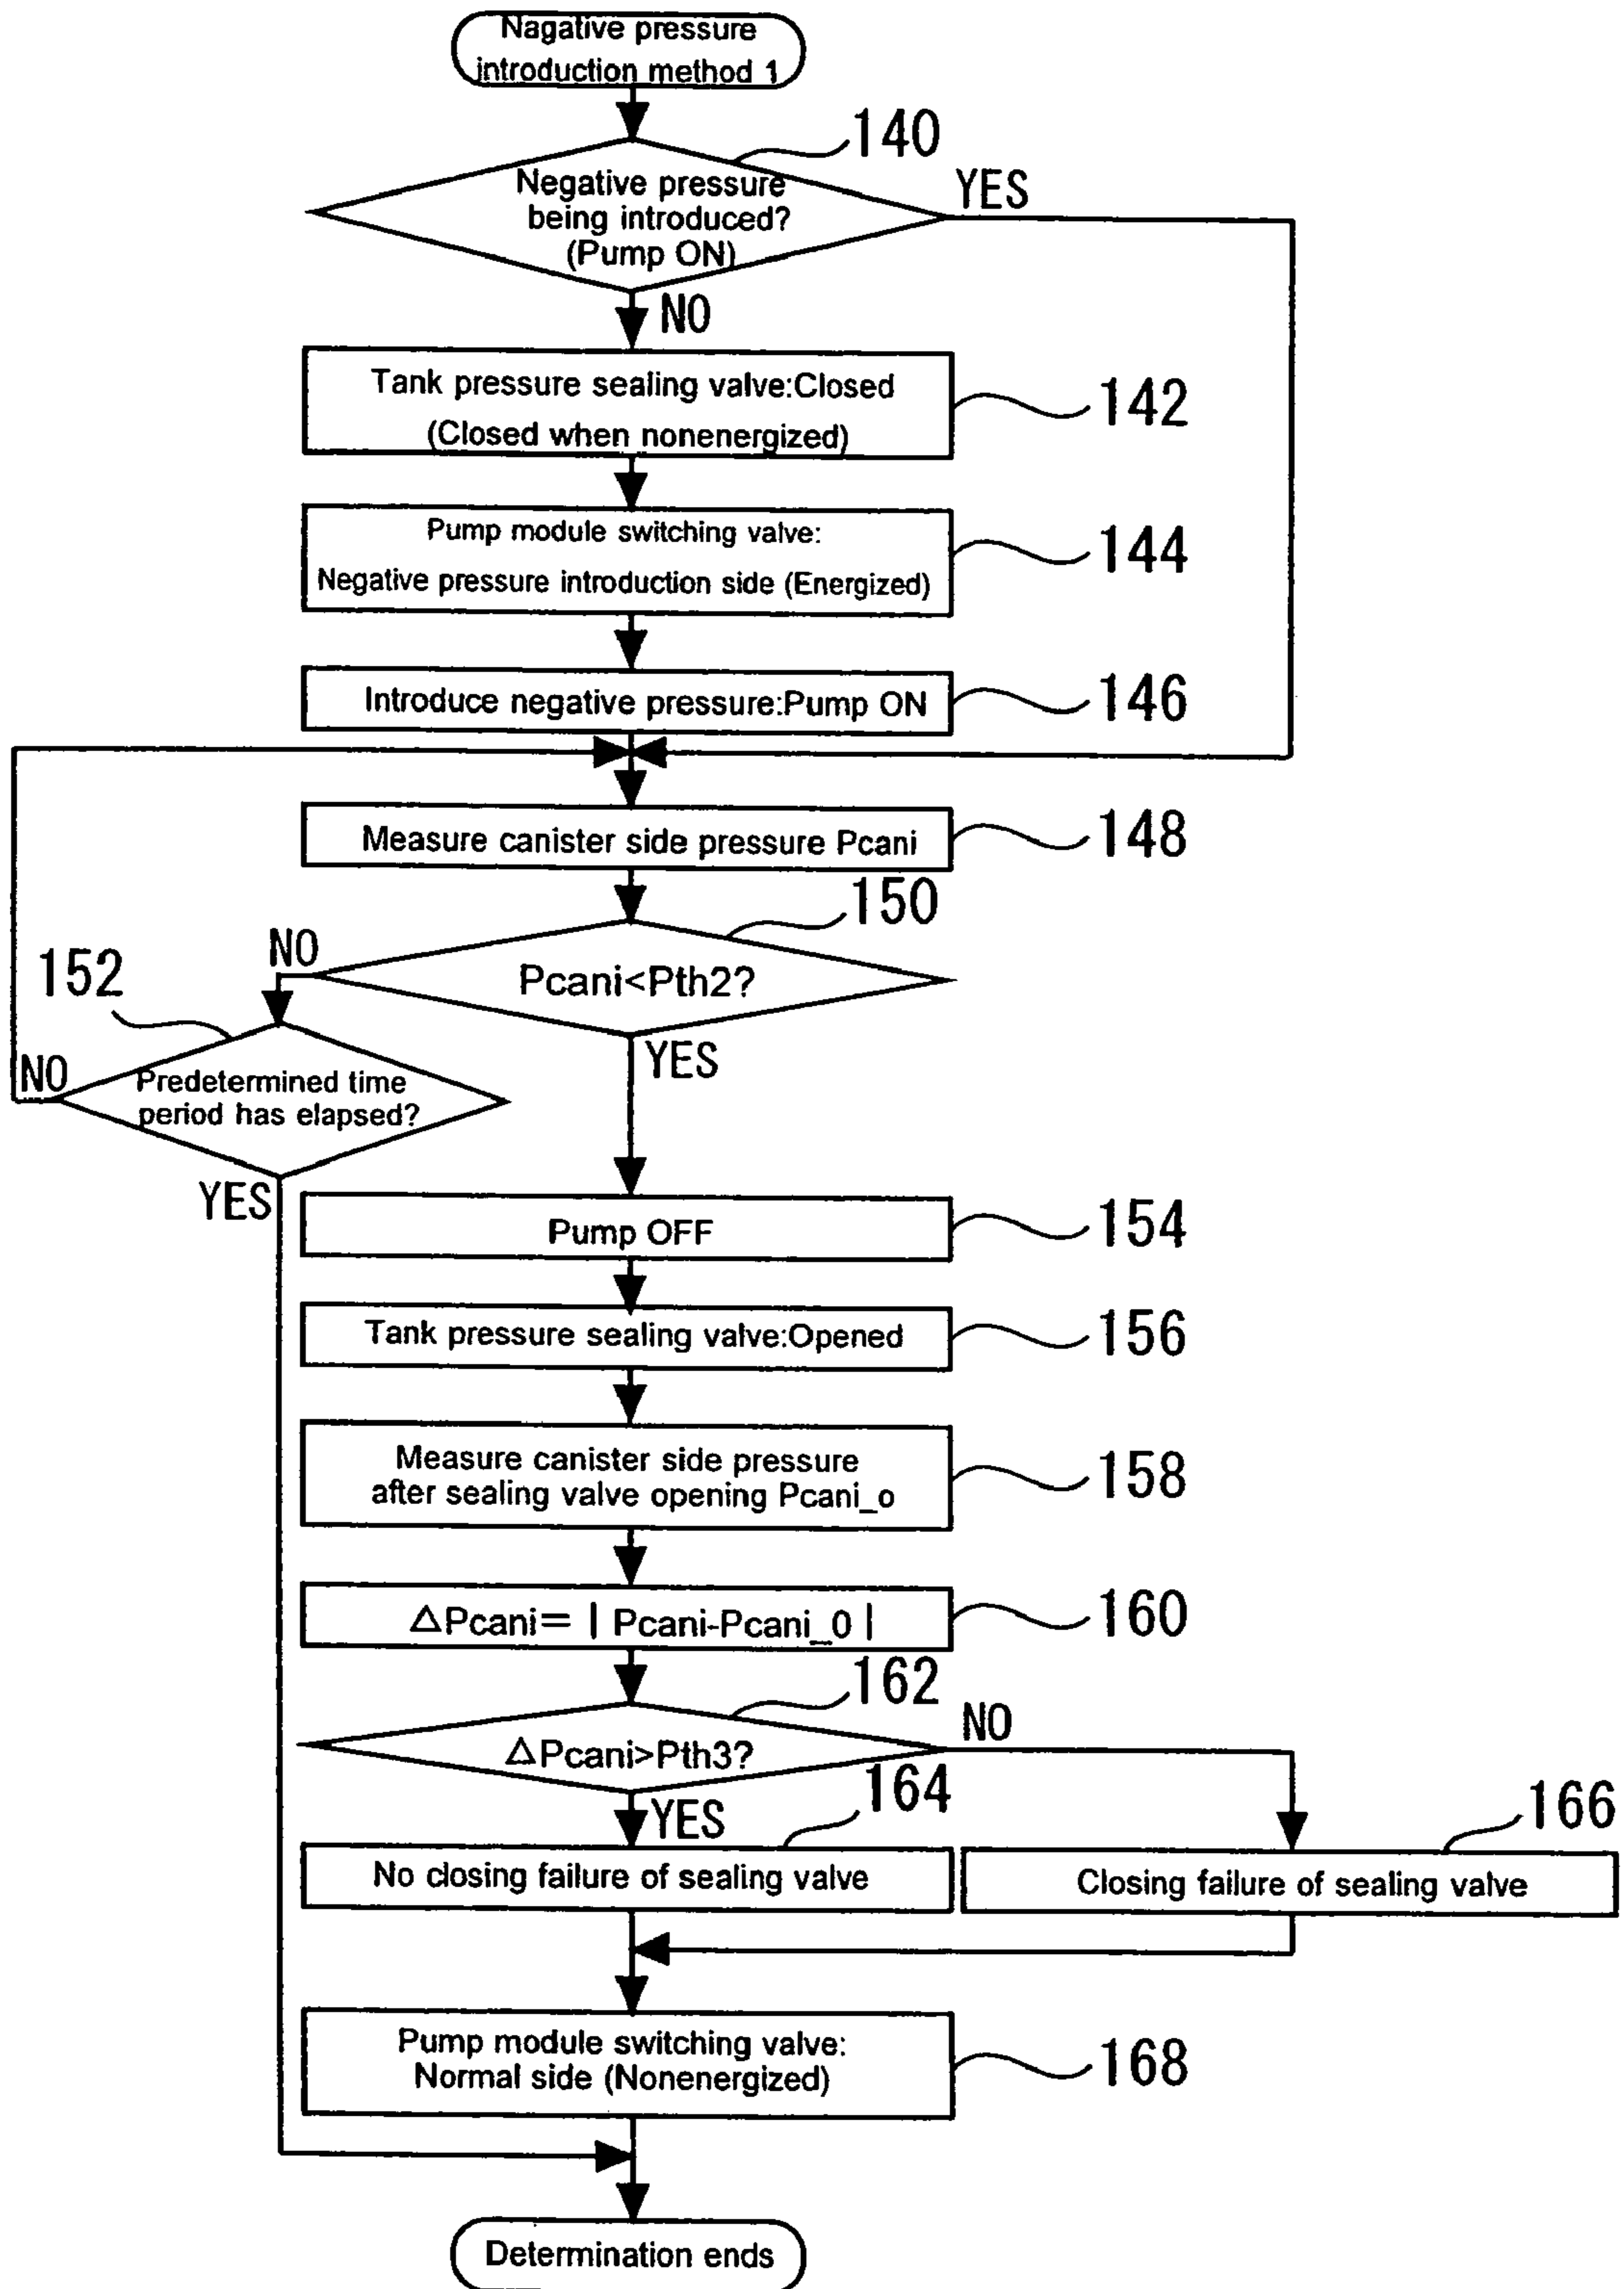 Nagative pressure
introduction method 1
140
Negative pressure
being introduced?
(Pump ON)
YES
NO
Tank pressure sealing valve:Closed
(Closed when nonenergized)
142
Pump module switching valve:
Negative pressure introduction side (Energized)
144
Introduce negative pressure:Pump ON
146
Measure canister side pressure Pcani
148
150
Pcani<Pth2?
NO
152
YES
Predetermined time
period has elapsed?
NO
YES
Pump OFF
154
Tank pressure sealing valve:Opened
156
Measure canister side pressure
after sealing valve opening Pcani_o
158
△Pcani=|Pcani-Pcani_0|
160
162
△Pcani>Pth3?
NO
YES
164
No closing failure of sealing valve
166
Closing failure of sealing valve
Pump module switching valve:
Normal side (Nonenergized)
168
Determination ends